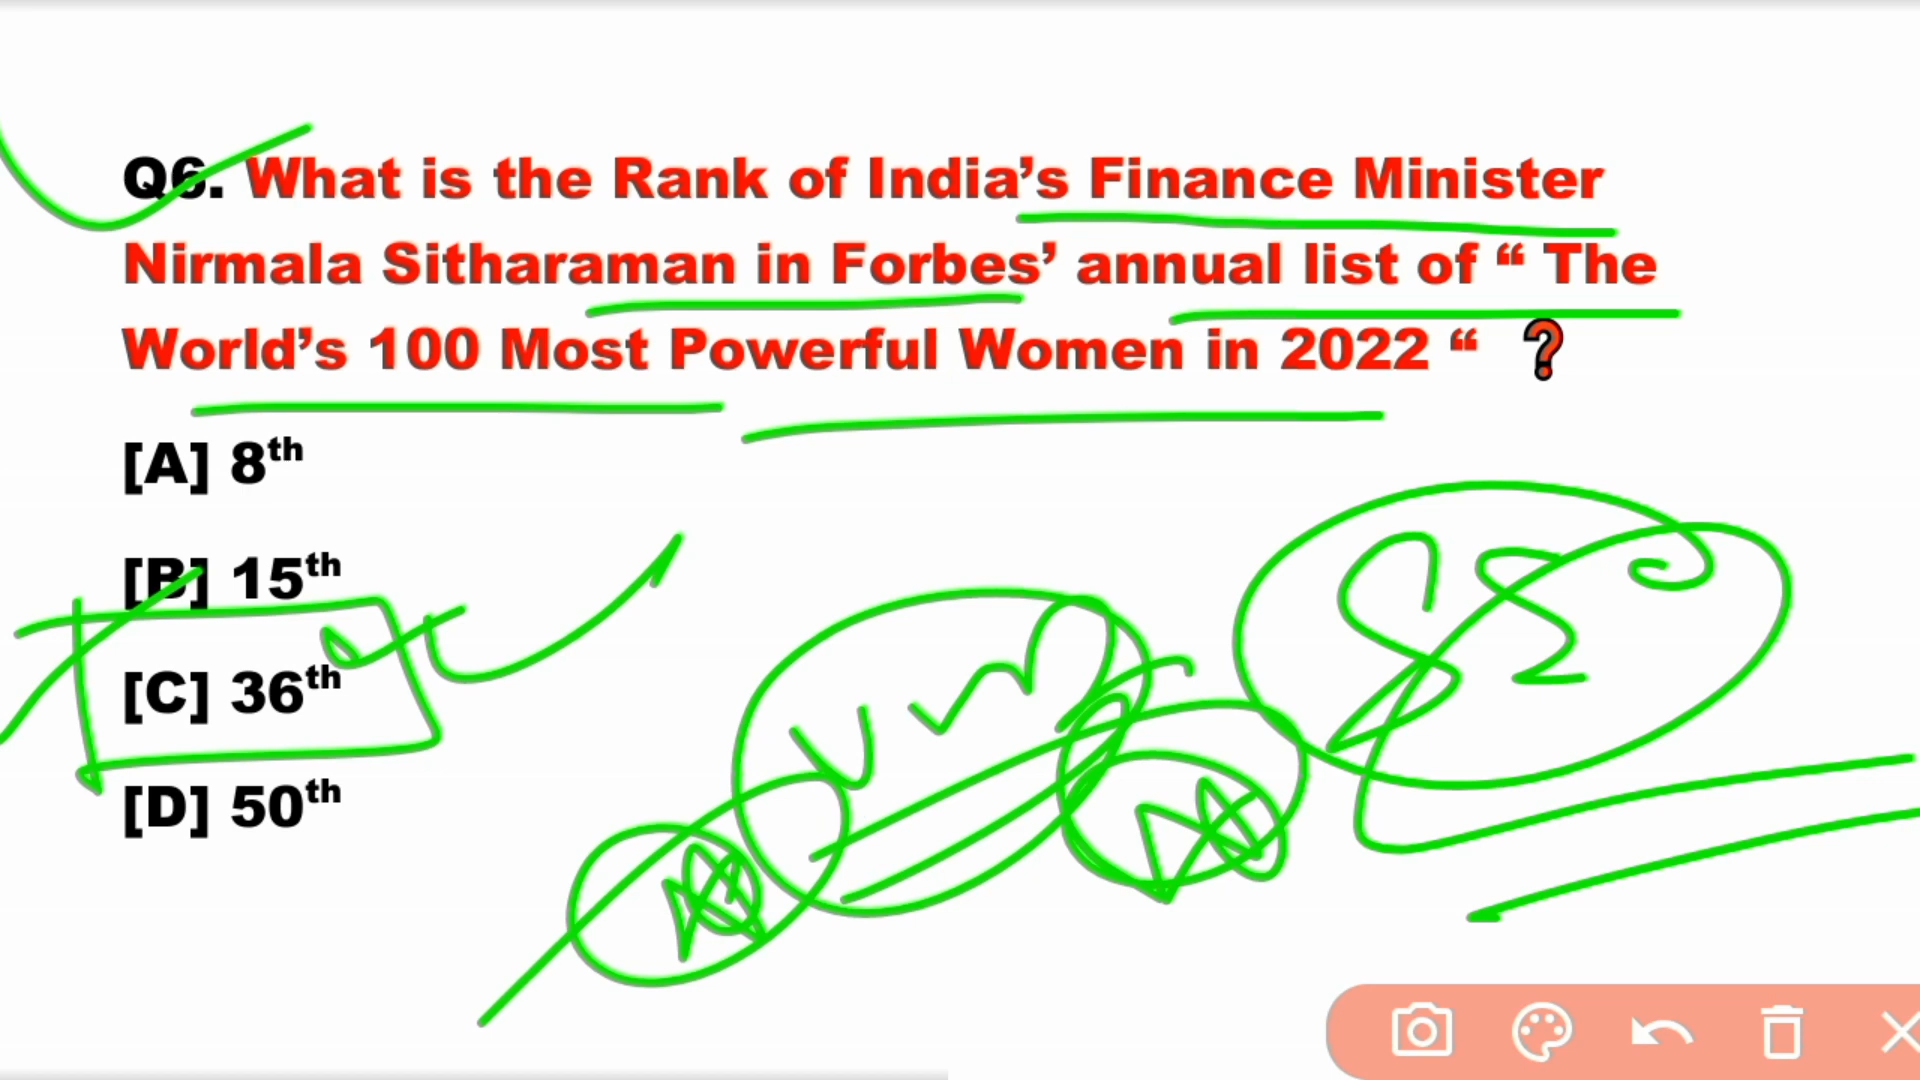 Q6. What is the Rank of India’s Finance Minister
Nirmala Sitharaman in Forbes’ annual list of “ The
World’s 100 Most Powerful Women in 2022 “ ❓
[A] 8th
[B] 15th
[C] 36th
[D] 50th